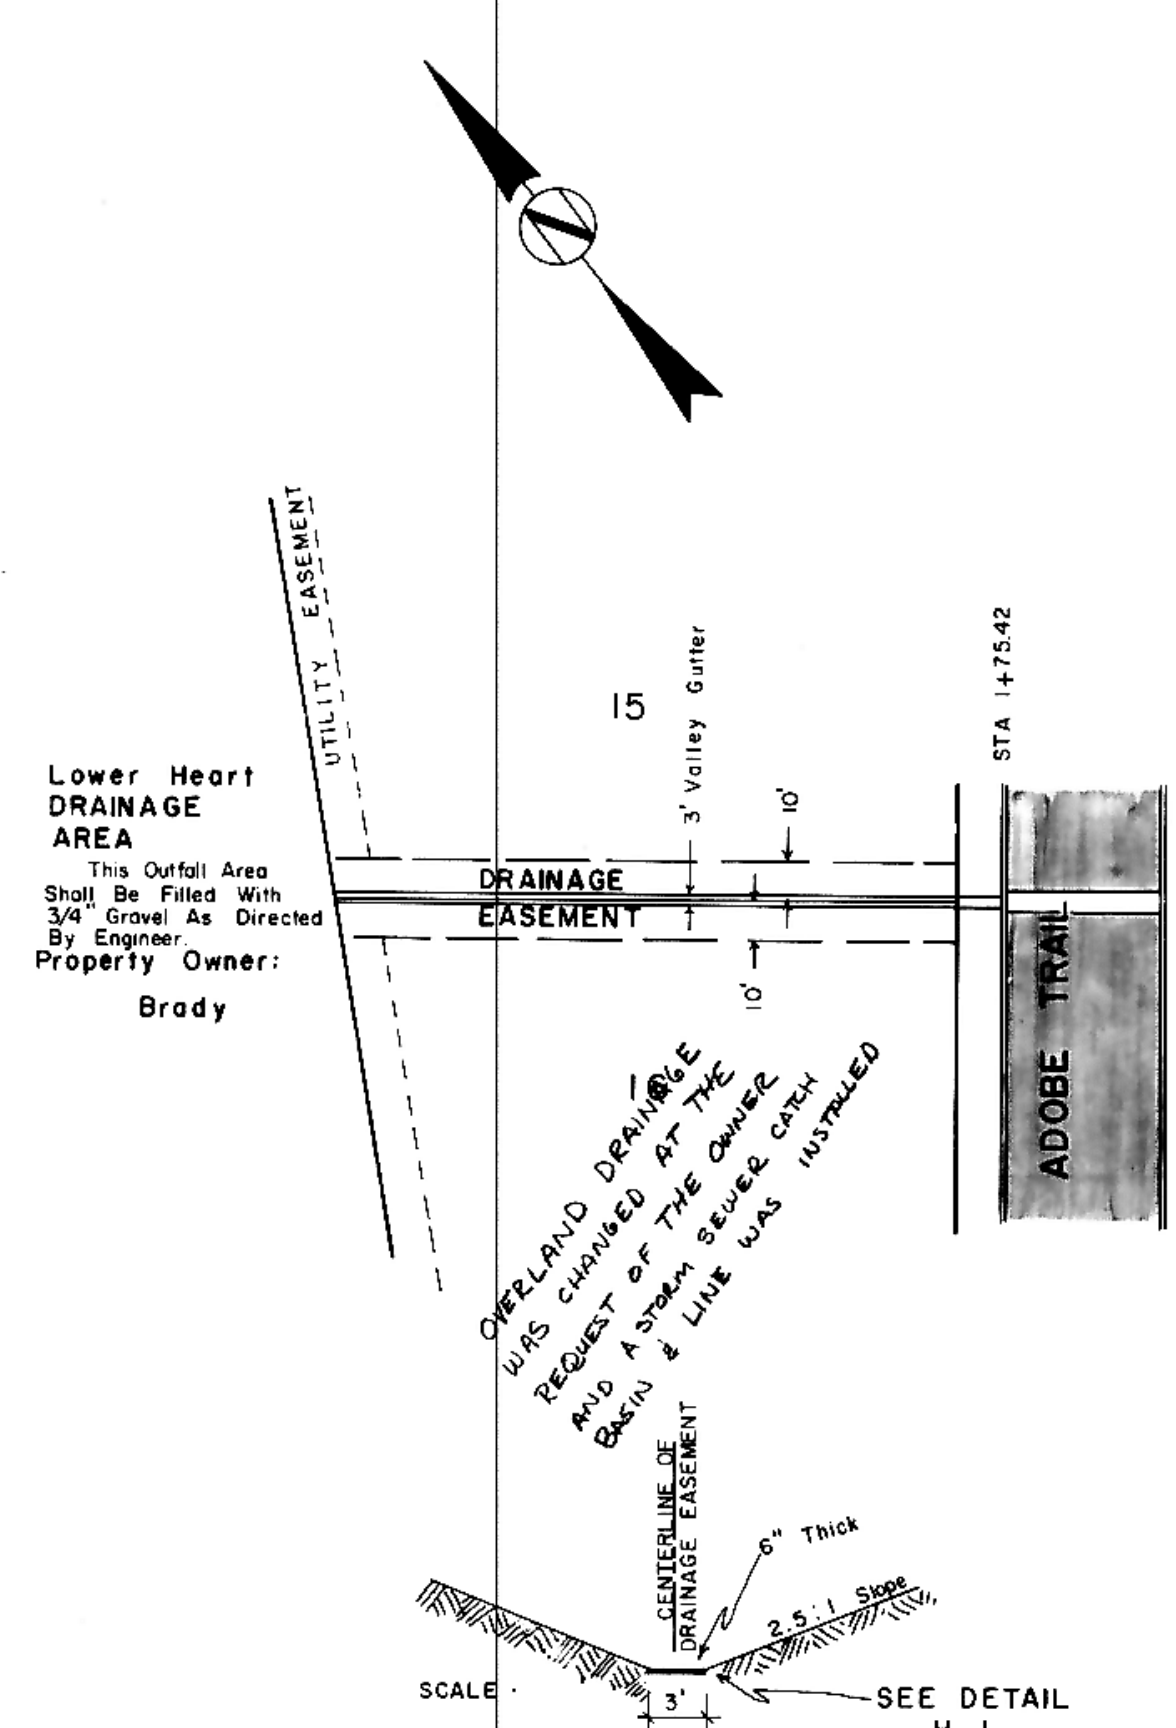 N
UTILITY EASEMENT
15
3' Valley Gutter
10'
STA 1+75.42
Lower Heart
DRAINAGE
AREA
This Outfall Area
Shall Be Filled With
3/4" Gravel As Directed
By Engineer.
Property Owner:
Brady
DRAINAGE
EASEMENT
10'
ADOBE TRAIL
OVERLAND DRAINAGE
WAS CHANGED AT THE
REQUEST OF THE OWNER
AND A STORM SEWER CATCH
BASIN & LINE WAS INSTALLED
CENTERLINE OF
DRAINAGE EASEMENT
6" Thick
2.5:1 Slope
SCALE
3'
SEE DETAIL